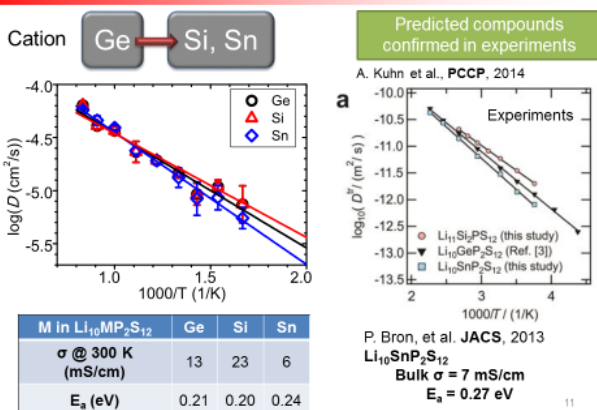 Cation
Ge
Si, Sn
Predicted compounds
confirmed in experiments
A. Kuhn et al., PCCP, 2014
-4.0
-4.5
-5.0
-5.5
log(D (cm²/s))
1.0
1.5
2.0
1000/T (1/K)
Ge
Si
Sn
a
-10.0
-10.5
-11.0
-11.5
-12.0
-12.5
-13.0
-13.5
log₁₀(Dᵗʳ/(m²/s))
Experiments
Li₁₁Si₂PS₁₂ (this study)
Li₁₀GeP₂S₁₂ (Ref. [3])
Li₁₀SnP₂S₁₂ (this study)
2
3
4
1000/T/(1/K)
M in Li₁₀MP₂S₁₂ Ge Si Sn
σ @ 300 K
(mS/cm) 13 23 6
Eₐ (eV) 0.21 0.20 0.24
P. Bron, et al. JACS, 2013
Li₁₀SnP₂S₁₂
Bulk σ = 7 mS/cm
Eₐ = 0.27 eV
11